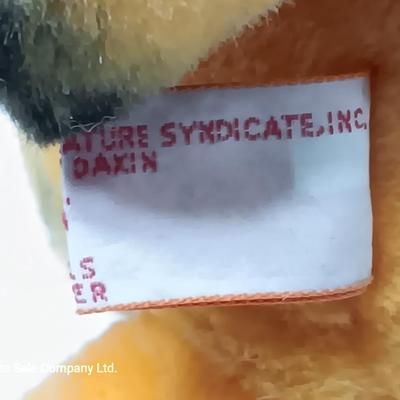 ATURE SYNDICATE, INC
DAKIN
S
ER
Sale Company Ltd.